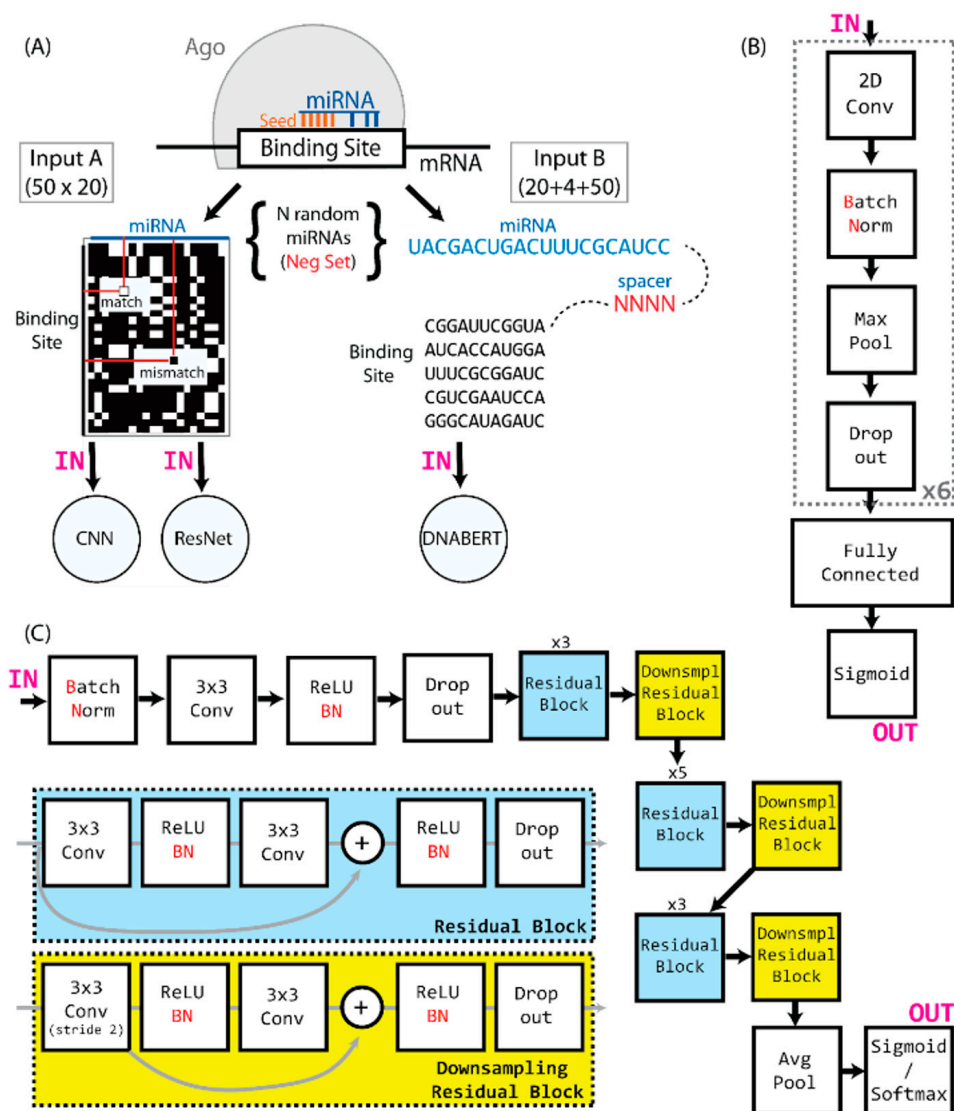 (A)
Ago
miRNA
Seed
Binding Site
mRNA
Input A
(50 x 20)
Input B
(20+4+50)
N random
miRNAs
(Neg Set)
miRNA
match
mismatch
Binding
Site
miRNA
UACGACUGACUUUCGCAUCC
spacer
NNNN
Binding
Site
CGGAUUCGGUA
AUCACCAUGGA
UUUCGCGGAUC
CGUCGAAUCCA
GGGCAUAGAUC
IN
IN
IN
CNN
ResNet
DNABERT
(B)
IN
2D
Conv
Batch
Norm
Max
Pool
Drop
out
x6
Fully
Connected
Sigmoid
OUT
(C)
IN
Batch
Norm
3x3
Conv
ReLU
BN
Drop
out
x3
Residual
Block
Downsmpl
Residual
Block
x5
Residual
Block
Downsmpl
Residual
Block
x3
Residual
Block
Downsmpl
Residual
Block
Avg
Pool
OUT
Sigmoid
/
Softmax
3x3
Conv
ReLU
BN
3x3
Conv
+
ReLU
BN
Drop
out
Residual Block
3x3
Conv
(stride 2)
ReLU
BN
3x3
Conv
+
ReLU
BN
Drop
out
Downsampling
Residual Block